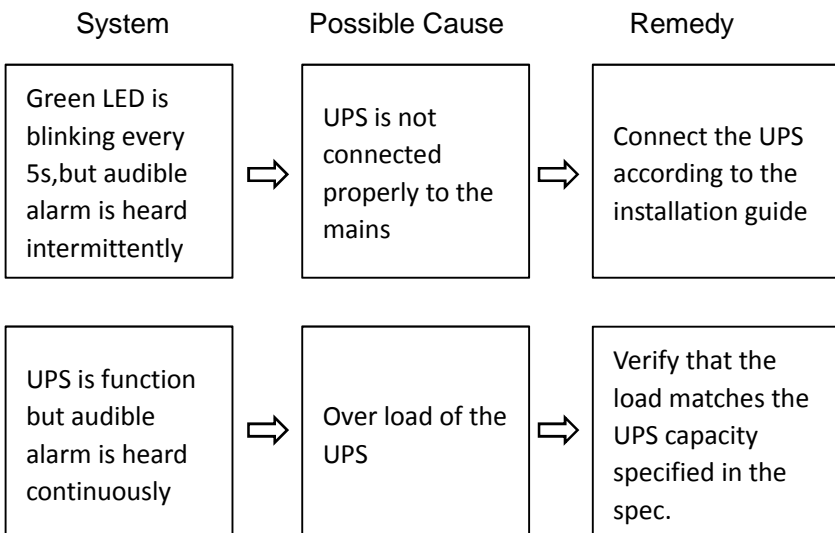 System Possible Cause Remedy
Green LED is
blinking every
5s,but audible
alarm is heard
intermittently
UPS is not
connected
properly to the
mains
Connect the UPS
according to the
installation guide
UPS is function
but audible
alarm is heard
continuously
Over load of the
UPS
Verify that the
load matches the
UPS capacity
specified in the
spec.